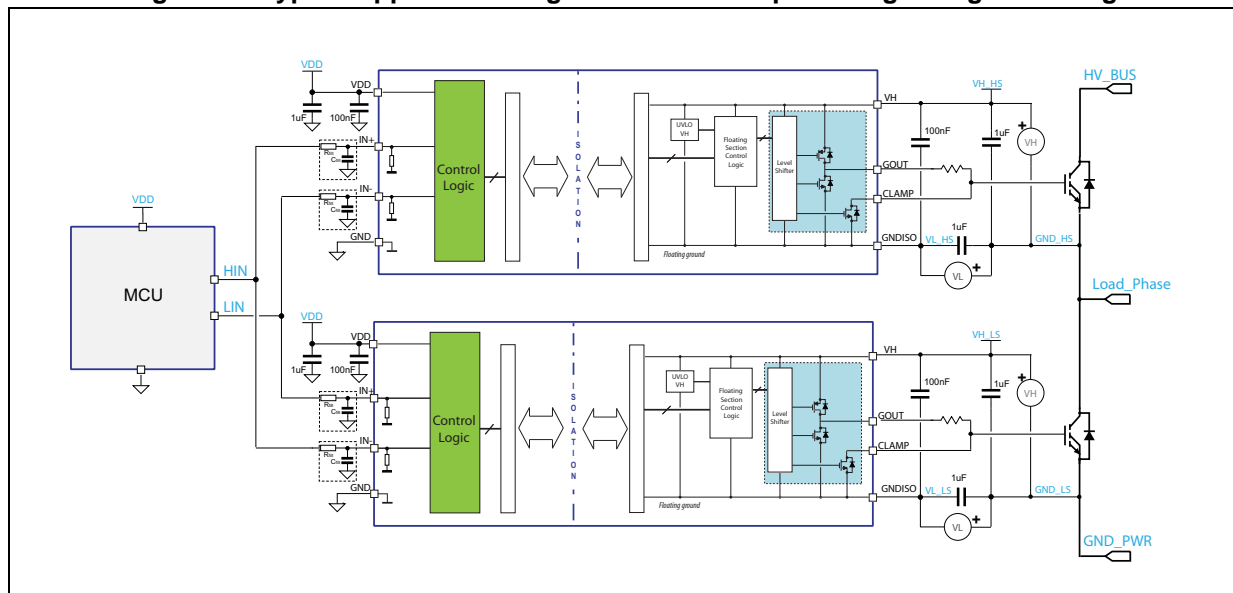 VDD
VDD
1uF
100nF
IN+
IN-
GND
Control
Logic
ISOLATION
UVLO
VH
Floating
Section
Control
Logic
Level
Shifter
Floating ground
VH
GOUT
CLAMP
GNDISO
100nF
VH_HS
1uF
VH
+
1uF
VL_HS
GND_HS
VL
+
HV_BUS
VDD
MCU
HIN
LIN
Load_Phase
VDD
VDD
1uF
100nF
IN+
IN-
GND
Control
Logic
ISOLATION
UVLO
VH
Floating
Section
Control
Logic
Level
Shifter
Floating ground
VH
GOUT
CLAMP
GNDISO
100nF
VH_LS
1uF
VH
+
1uF
VL_LS
GND_LS
VL
+
GND_PWR